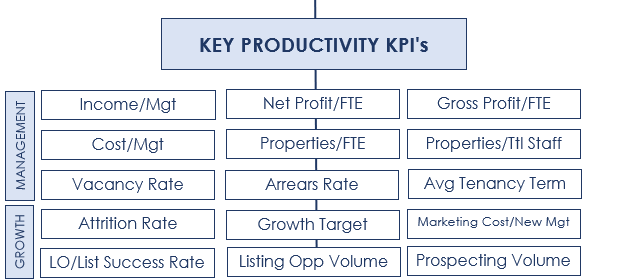 KEY PRODUCTIVITY KPI's
MANAGEMENT
Income/Mgt
Net Profit/FTE
Gross Profit/FTE
Cost/Mgt
Properties/FTE
Properties/Ttl Staff
Vacancy Rate
Arrears Rate
Avg Tenancy Term
GROWTH
Attrition Rate
Growth Target
Marketing Cost/New Mgt
LO/List Success Rate
Listing Opp Volume
Prospecting Volume